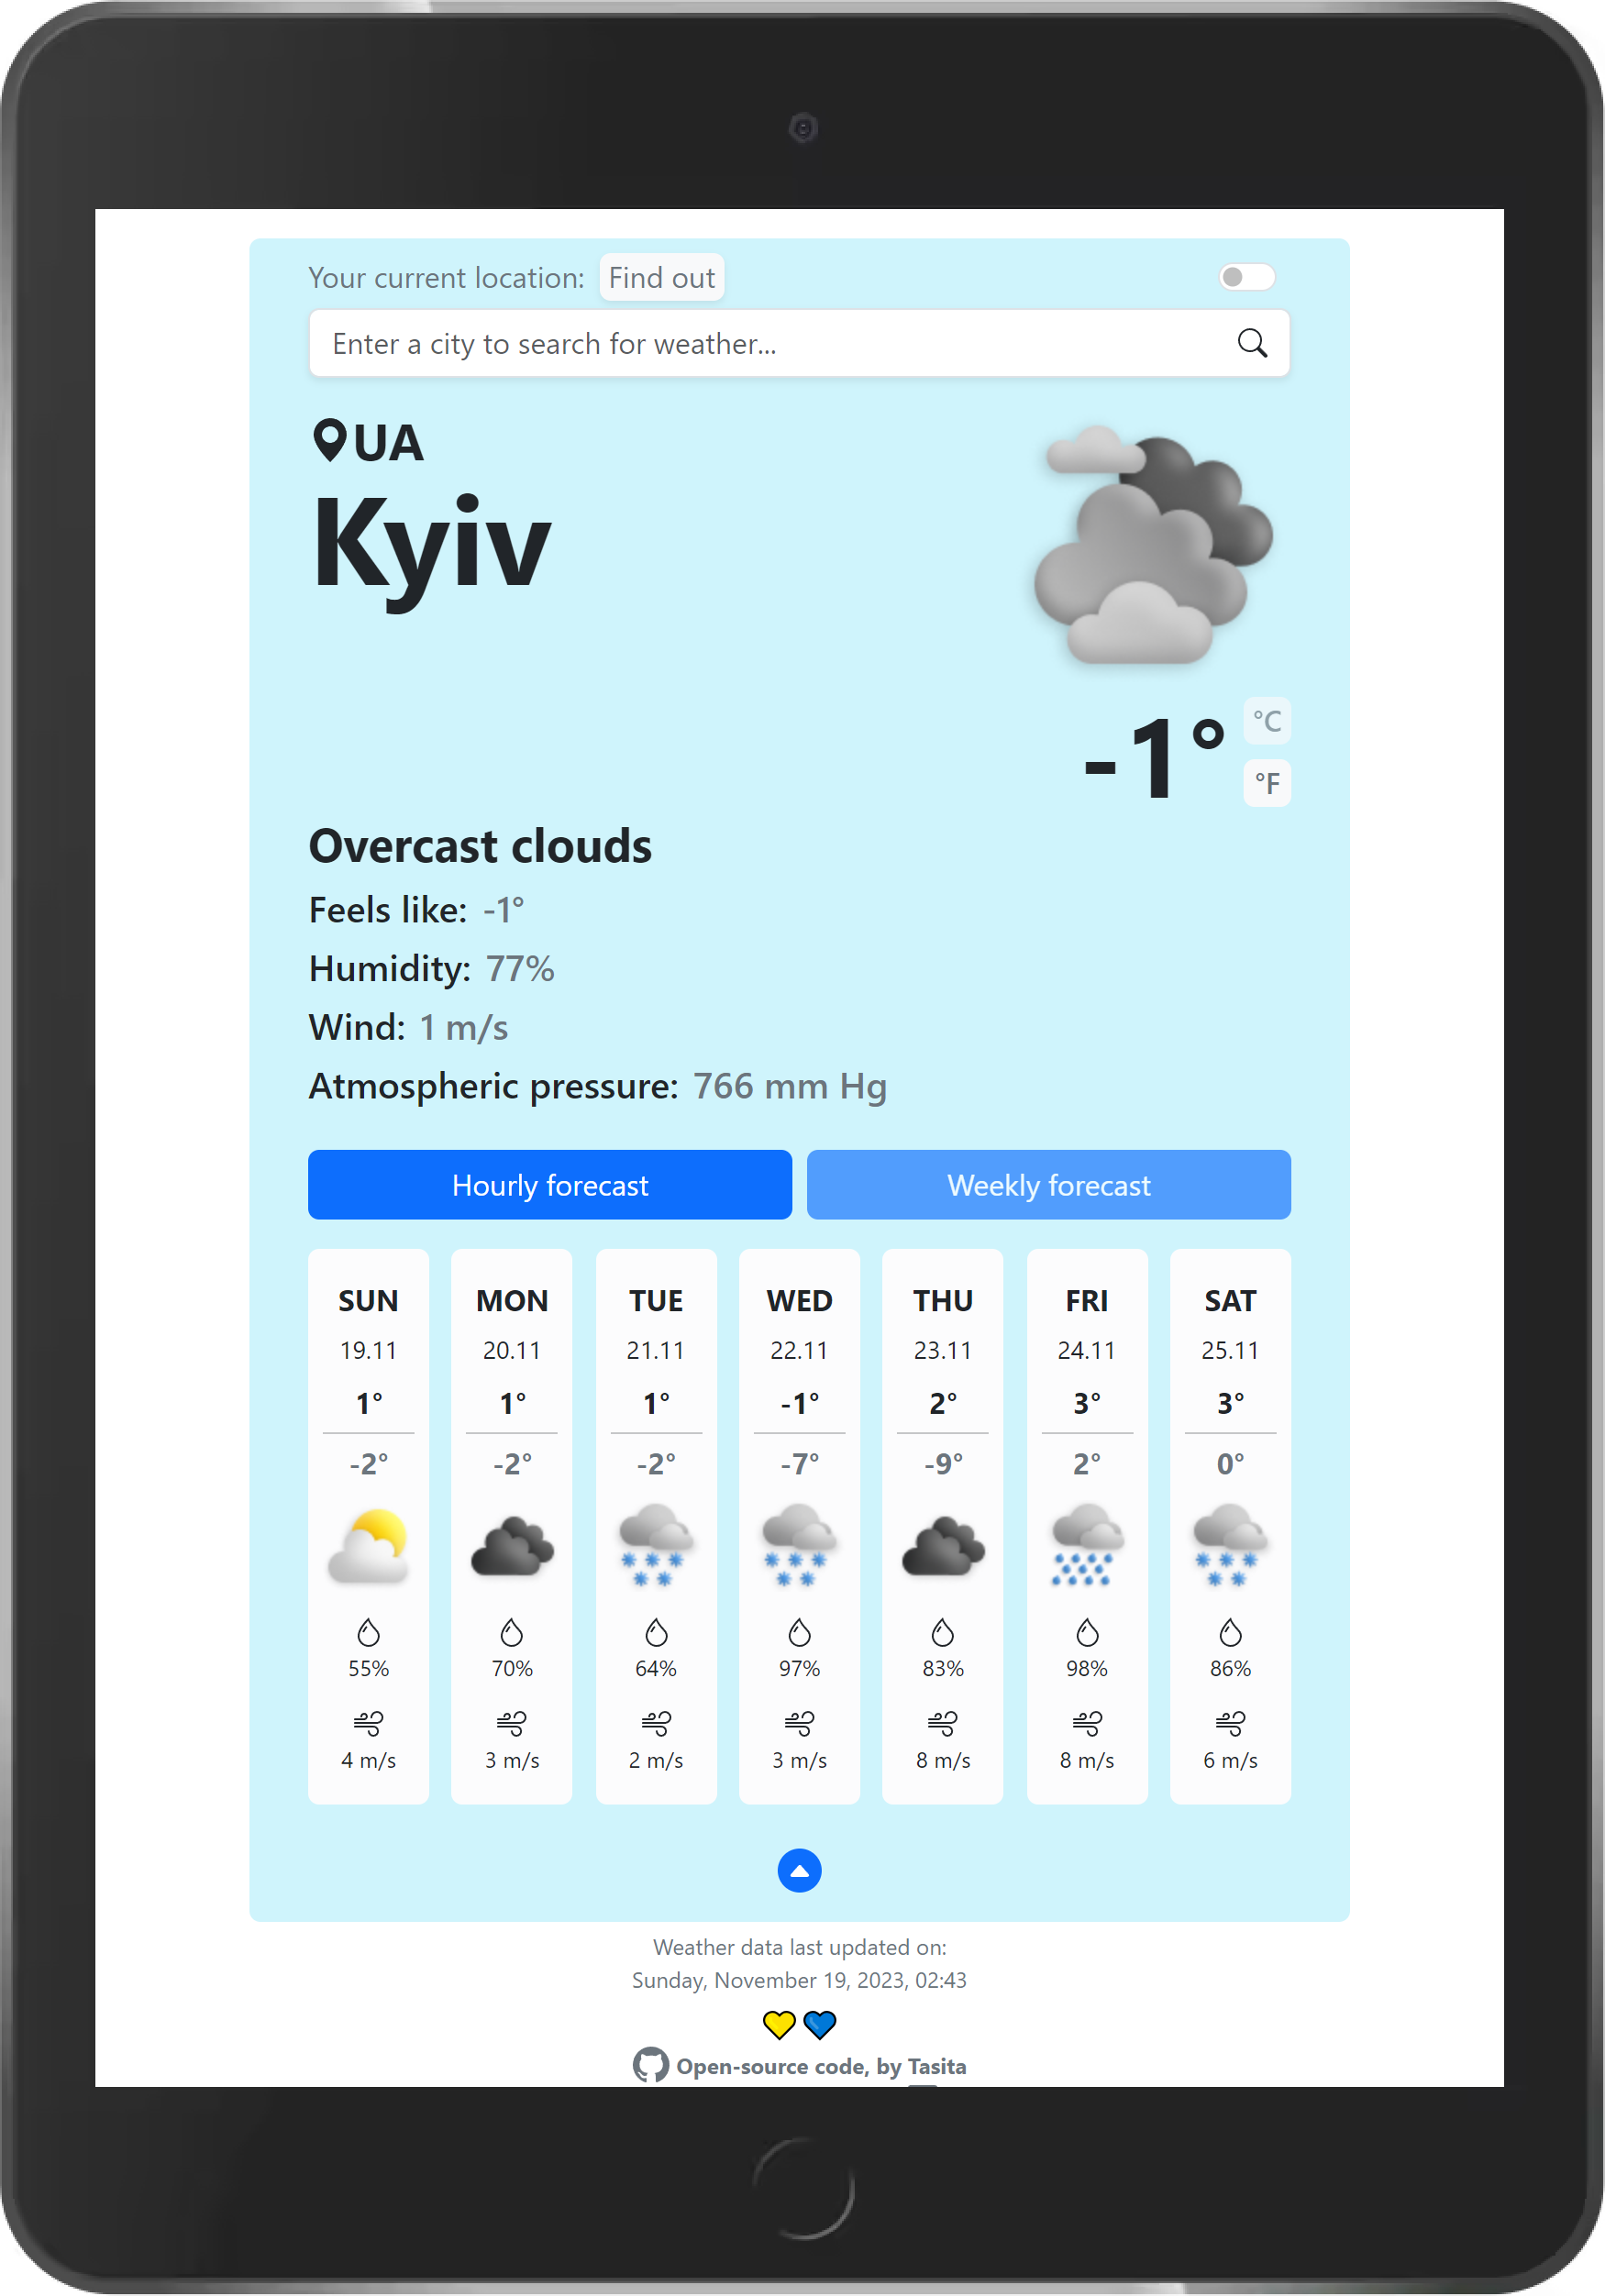 Your current location: Find out
Enter a city to search for weather...
UA
Kyiv
-1° °C
°F
Overcast clouds
Feels like: -1°
Humidity: 77%
Wind: 1 m/s
Atmospheric pressure: 766 mm Hg
Hourly forecast Weekly forecast
SUN MON TUE WED THU FRI SAT
19.11 20.11 21.11 22.11 23.11 24.11 25.11
1° 1° 1° -1° 2° 3° 3°
-2° -2° -2° -7° -9° 2° 0°
55% 70% 64% 97% 83% 98% 86%
4 m/s 3 m/s 2 m/s 3 m/s 8 m/s 8 m/s 6 m/s
Weather data last updated on:
Sunday, November 19, 2023, 02:43
Open-source code, by Tasita